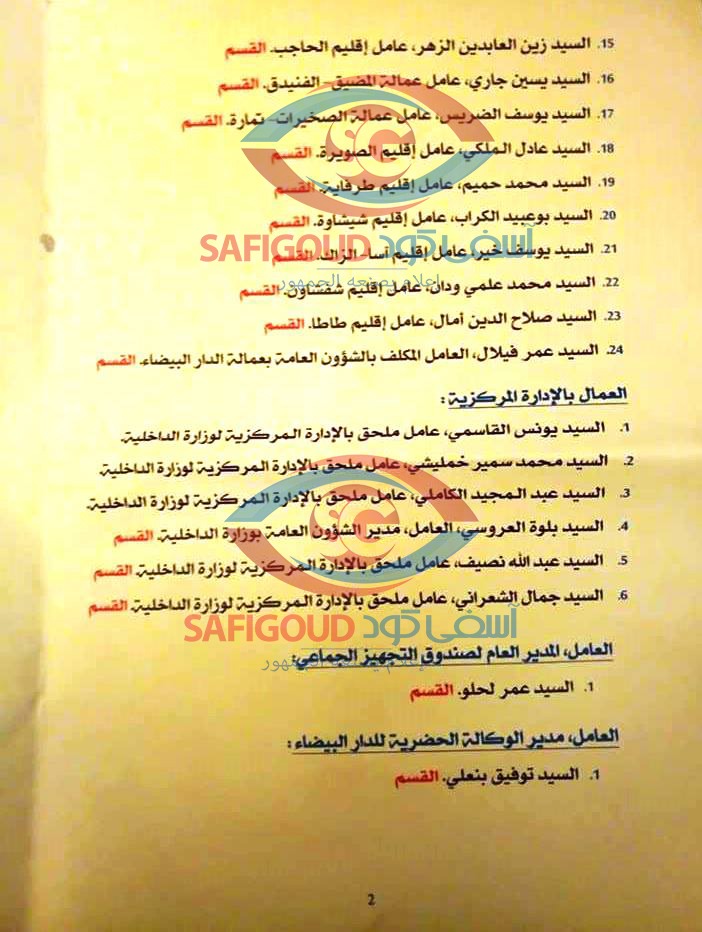 15. السيد زين العابدين الزهر، عامل إقليم الحاجب. القسم
16. السيد يسين جاري، عامل عمالة المضيق- الفنيدق. القسم
17. السيد يوسف الضريس، عامل عمالة الصخيرات- تمارة. القسم
18. السيد عادل الملكي، عامل إقليم الصويرة. القسم
19. السيد محمد حميم، عامل إقليم طرفاية. القسم
20. السيد بوعبيد الكراب، عامل إقليم شيشاوة. القسم
SAFIGOUD آسفي كود
21. السيد يوسف خير، عامل إقليم أسا- الزاك. القسم
إعلام يصنعه الجمهور
22. السيد محمد علمي ودان، عامل إقليم شفشاون. القسم
23. السيد صلاح الدين أمال، عامل إقليم طاطا. القسم
24. السيد عمر فيلال، العامل المكلف بالشؤون العامة بعمالة الدار البيضاء. القسم
العمال بالإدارة المركزية :
1. السيد يونس القاسمي، عامل ملحق بالإدارة المركزية لوزارة الداخلية.
2. السيد محمد سمير خمليشي، عامل ملحق بالإدارة المركزية لوزارة الداخلية.
3. السيد عبد المجيد الكاملي، عامل ملحق بالإدارة المركزية لوزارة الداخلية.
4. السيد بلوة العروسي، العامل، مدير الشؤون العامة بوزارة الداخلية. القسم
5. السيد عبد الله نصيف، عامل ملحق بالإدارة المركزية لوزارة الداخلية. القسم
6. السيد جمال الشعراني، عامل ملحق بالإدارة المركزية لوزارة الداخلية. القسم
SAFIGOUD آسفي كود
العامل، المدير العام لصندوق التجهيز الجماعي:
1. السيد عمر لحلو. القسم
العامل، مدير الوكالة الحضرية للدار البيضاء :
1. السيد توفيق بنعلي. القسم
2